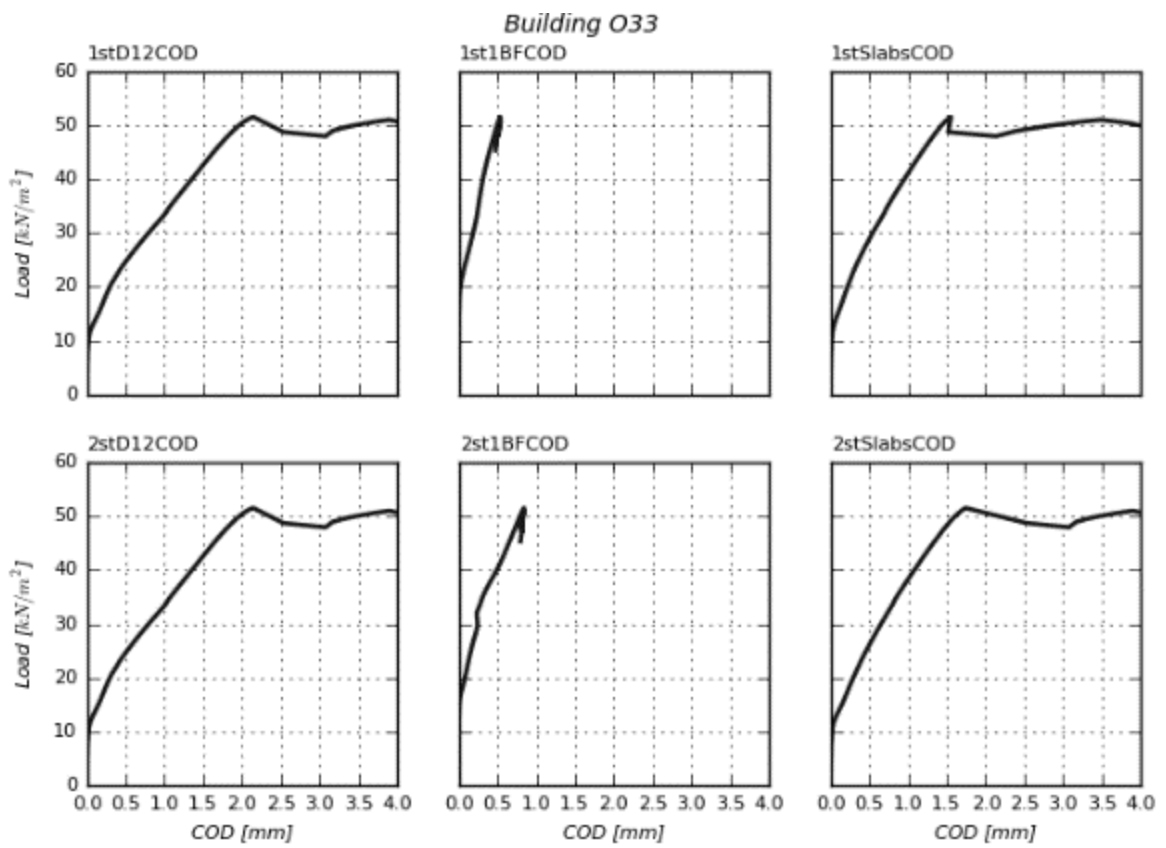 Building O33
1stD12COD
1st1BFCOD
1stSlabsCOD
Load [kN/m²]
60
50
40
30
20
10
0
2stD12COD
2st1BFCOD
2stSlabsCOD
Load [kN/m²]
60
50
40
30
20
10
0
0.0 0.5 1.0 1.5 2.0 2.5 3.0 3.5 4.0
0.0 0.5 1.0 1.5 2.0 2.5 3.0 3.5 4.0
0.0 0.5 1.0 1.5 2.0 2.5 3.0 3.5 4.0
COD [mm]
COD [mm]
COD [mm]